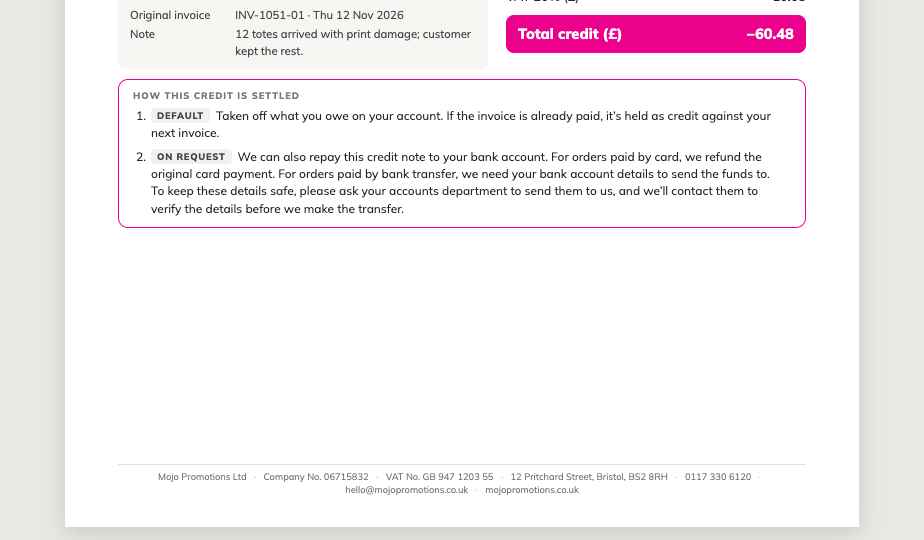 Original invoice INV-1051-01 · Thu 12 Nov 2026
Note 12 totes arrived with print damage; customer
kept the rest.
Total credit (£) −60.48
HOW THIS CREDIT IS SETTLED
1. DEFAULT Taken off what you owe on your account. If the invoice is already paid, it’s held as credit against your
next invoice.
2. ON REQUEST We can also repay this credit note to your bank account. For orders paid by card, we refund the
original card payment. For orders paid by bank transfer, we need your bank account details to send the funds to.
To keep these details safe, please ask your accounts department to send them to us, and we’ll contact them to
verify the details before we make the transfer.
Mojo Promotions Ltd · Company No. 06715832 · VAT No. GB 947 1203 55 · 12 Pritchard Street, Bristol, BS2 8RH · 0117 330 6120 ·
hello@mojopromotions.co.uk · mojopromotions.co.uk